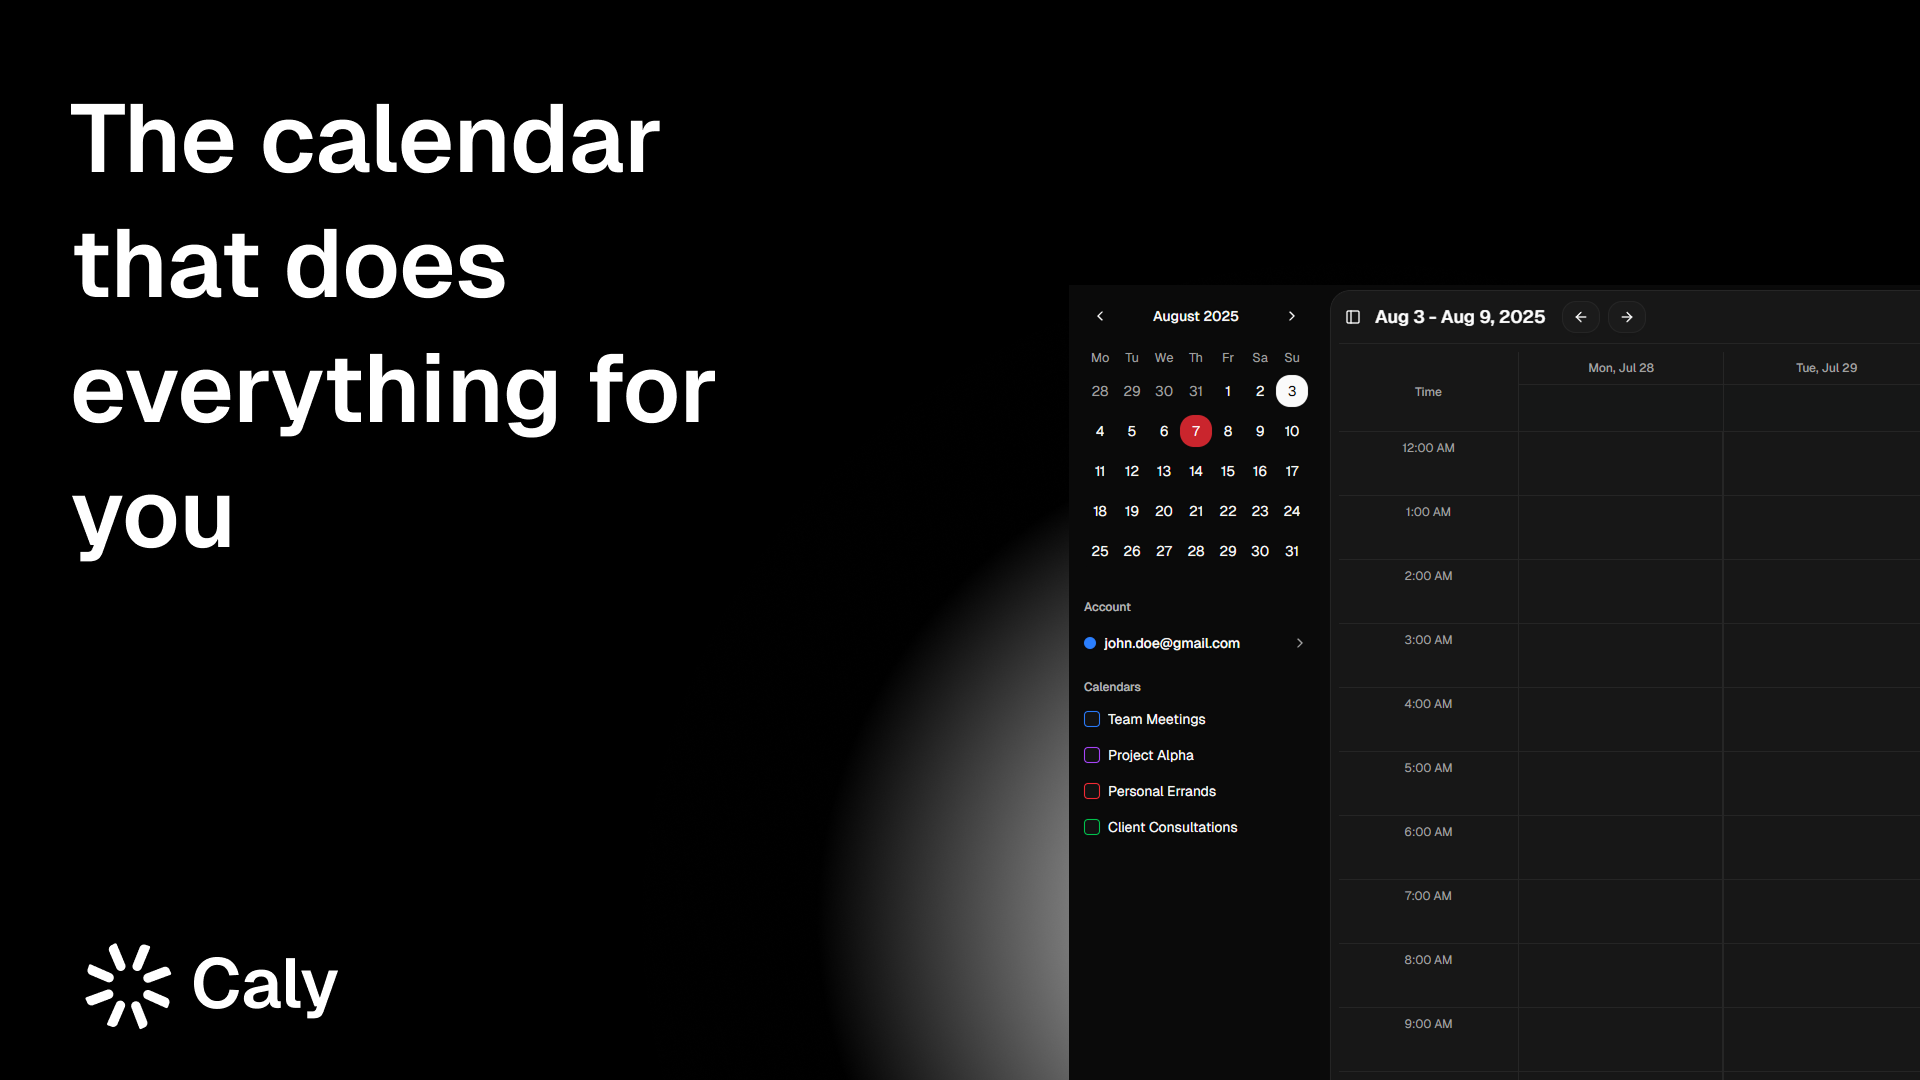 The calendar
that does
everything for
you
Caly
August 2025
Mo Tu We Th Fr Sa Su
28 29 30 31 1 2 3
4 5 6 7 8 9 10
11 12 13 14 15 16 17
18 19 20 21 22 23 24
25 26 27 28 29 30 31
Account
john.doe@gmail.com
Calendars
Team Meetings
Project Alpha
Personal Errands
Client Consultations
Aug 3 - Aug 9, 2025
Mon, Jul 28 Tue, Jul 29
Time
12:00 AM
1:00 AM
2:00 AM
3:00 AM
4:00 AM
5:00 AM
6:00 AM
7:00 AM
8:00 AM
9:00 AM